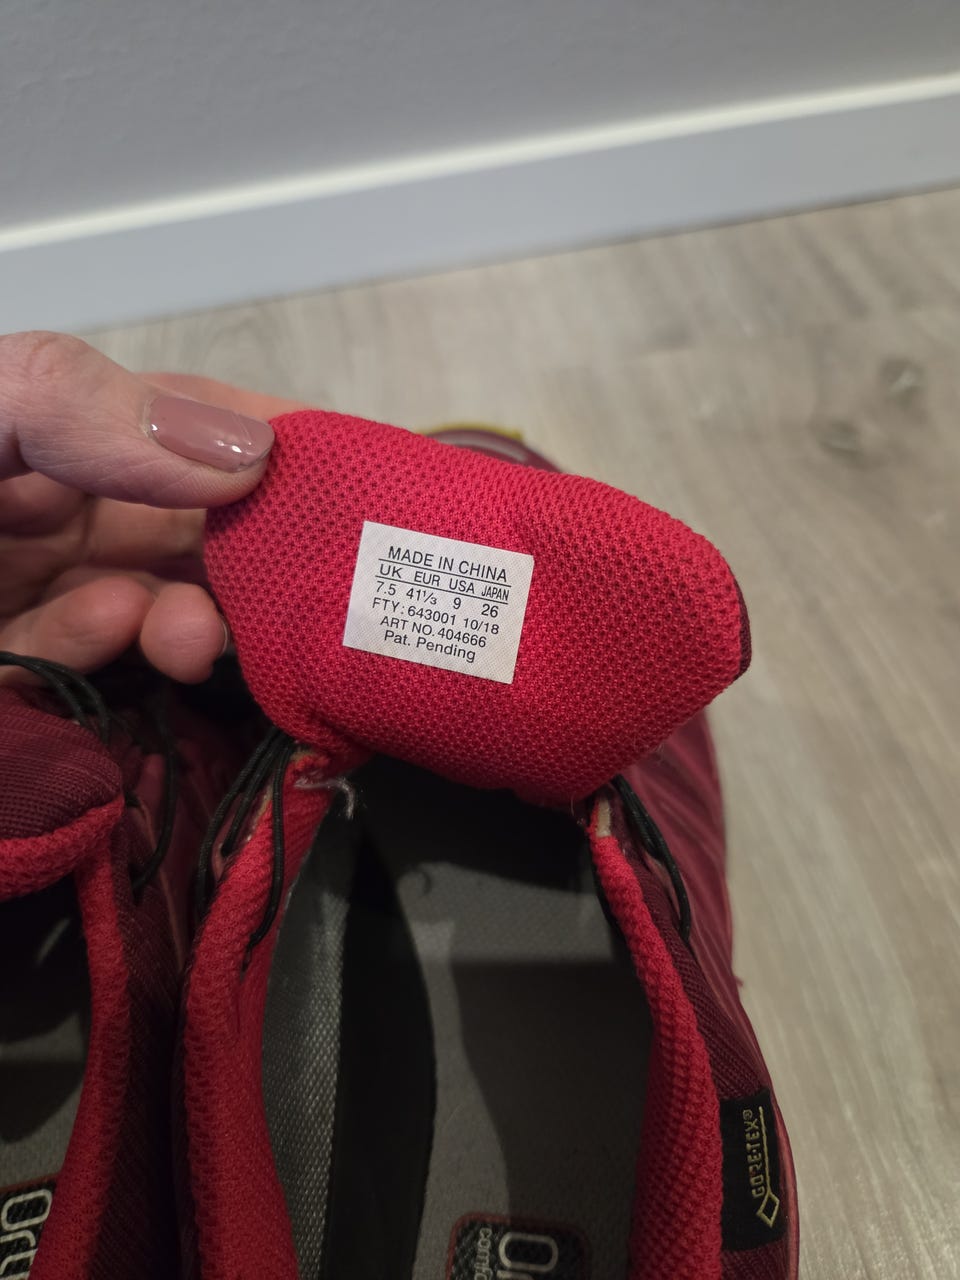 MADE IN CHINA
UK EUR USA JAPAN
7.5 41⅓ 9 26
FTY: 643001 10/18
ART NO. 404666
Pat. Pending
GORE-TEX®